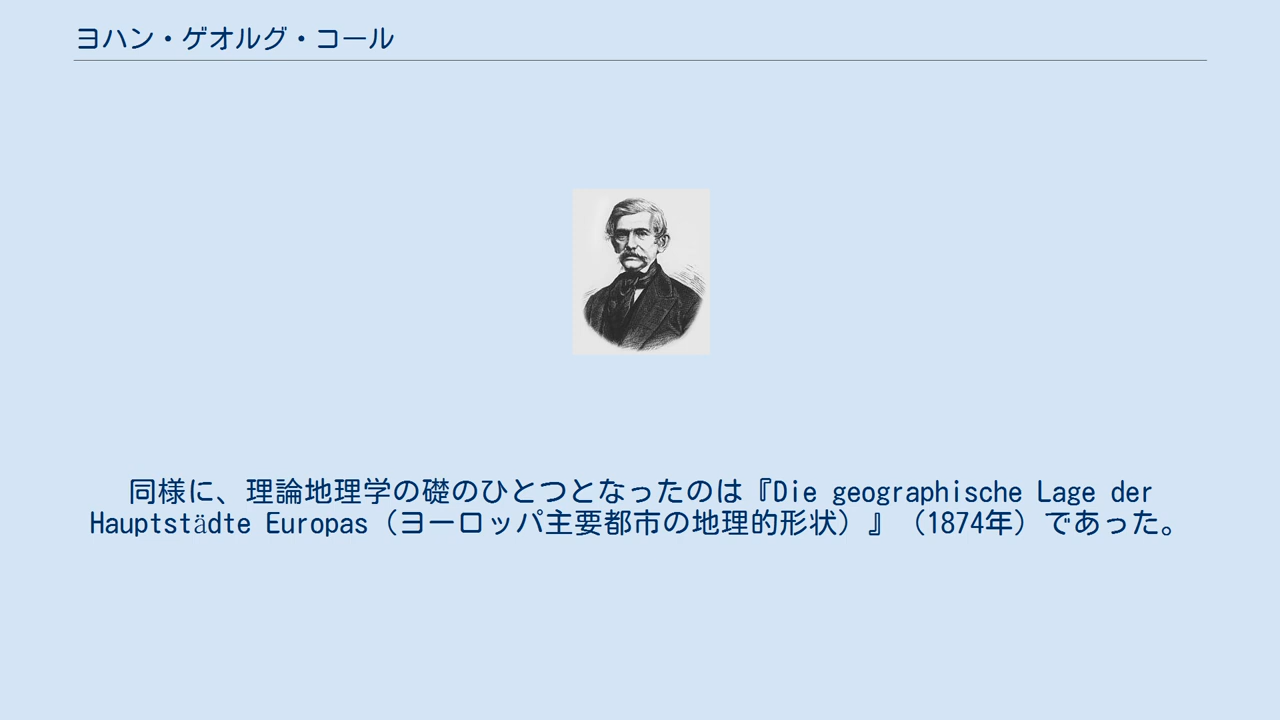 ヨハン・ゲオルグ・コール
同様に、理論地理学の礎のひとつとなったのは『Die geographische Lage der
Hauptstädte Europas（ヨーロッパ主要都市の地理的形状）』（1874年）であった。